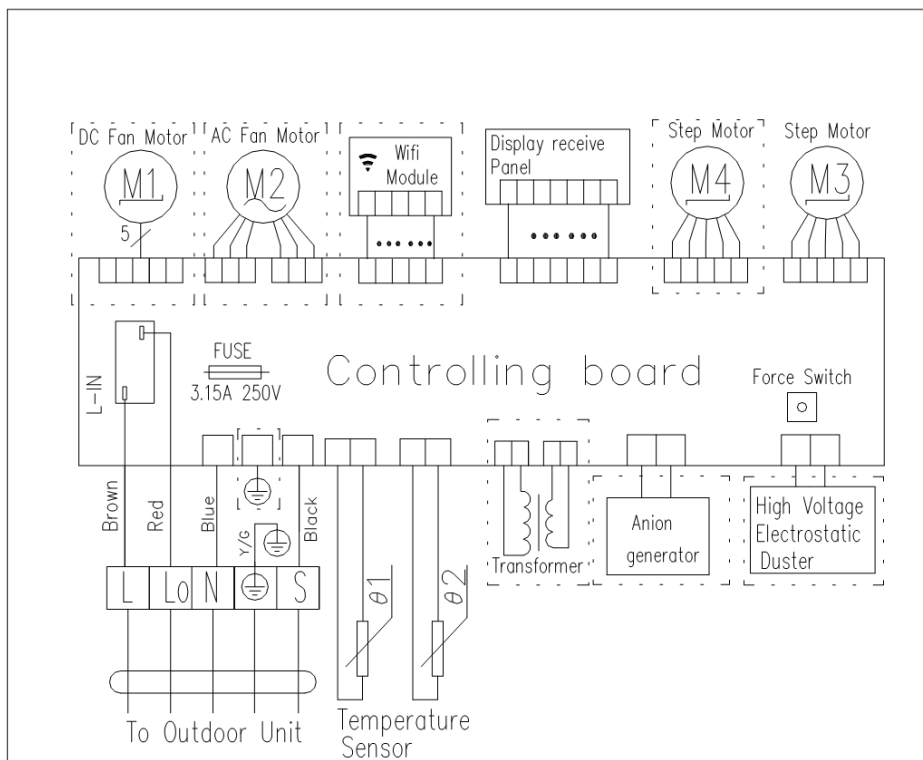 DC Fan Motor
AC Fan Motor
Step Motor
Step Motor
M1
M2
Wifi
Module
Display receive
Panel
M4
M3
5
L-IN
FUSE
3.15A 250V
Controlling board
Force Switch
Brown
Red
Blue
Y/G
Black
L
Lo
N
S
θ1
θ2
Transformer
Anion
generator
High Voltage
Electrostatic
Duster
To Outdoor Unit
Temperature
Sensor